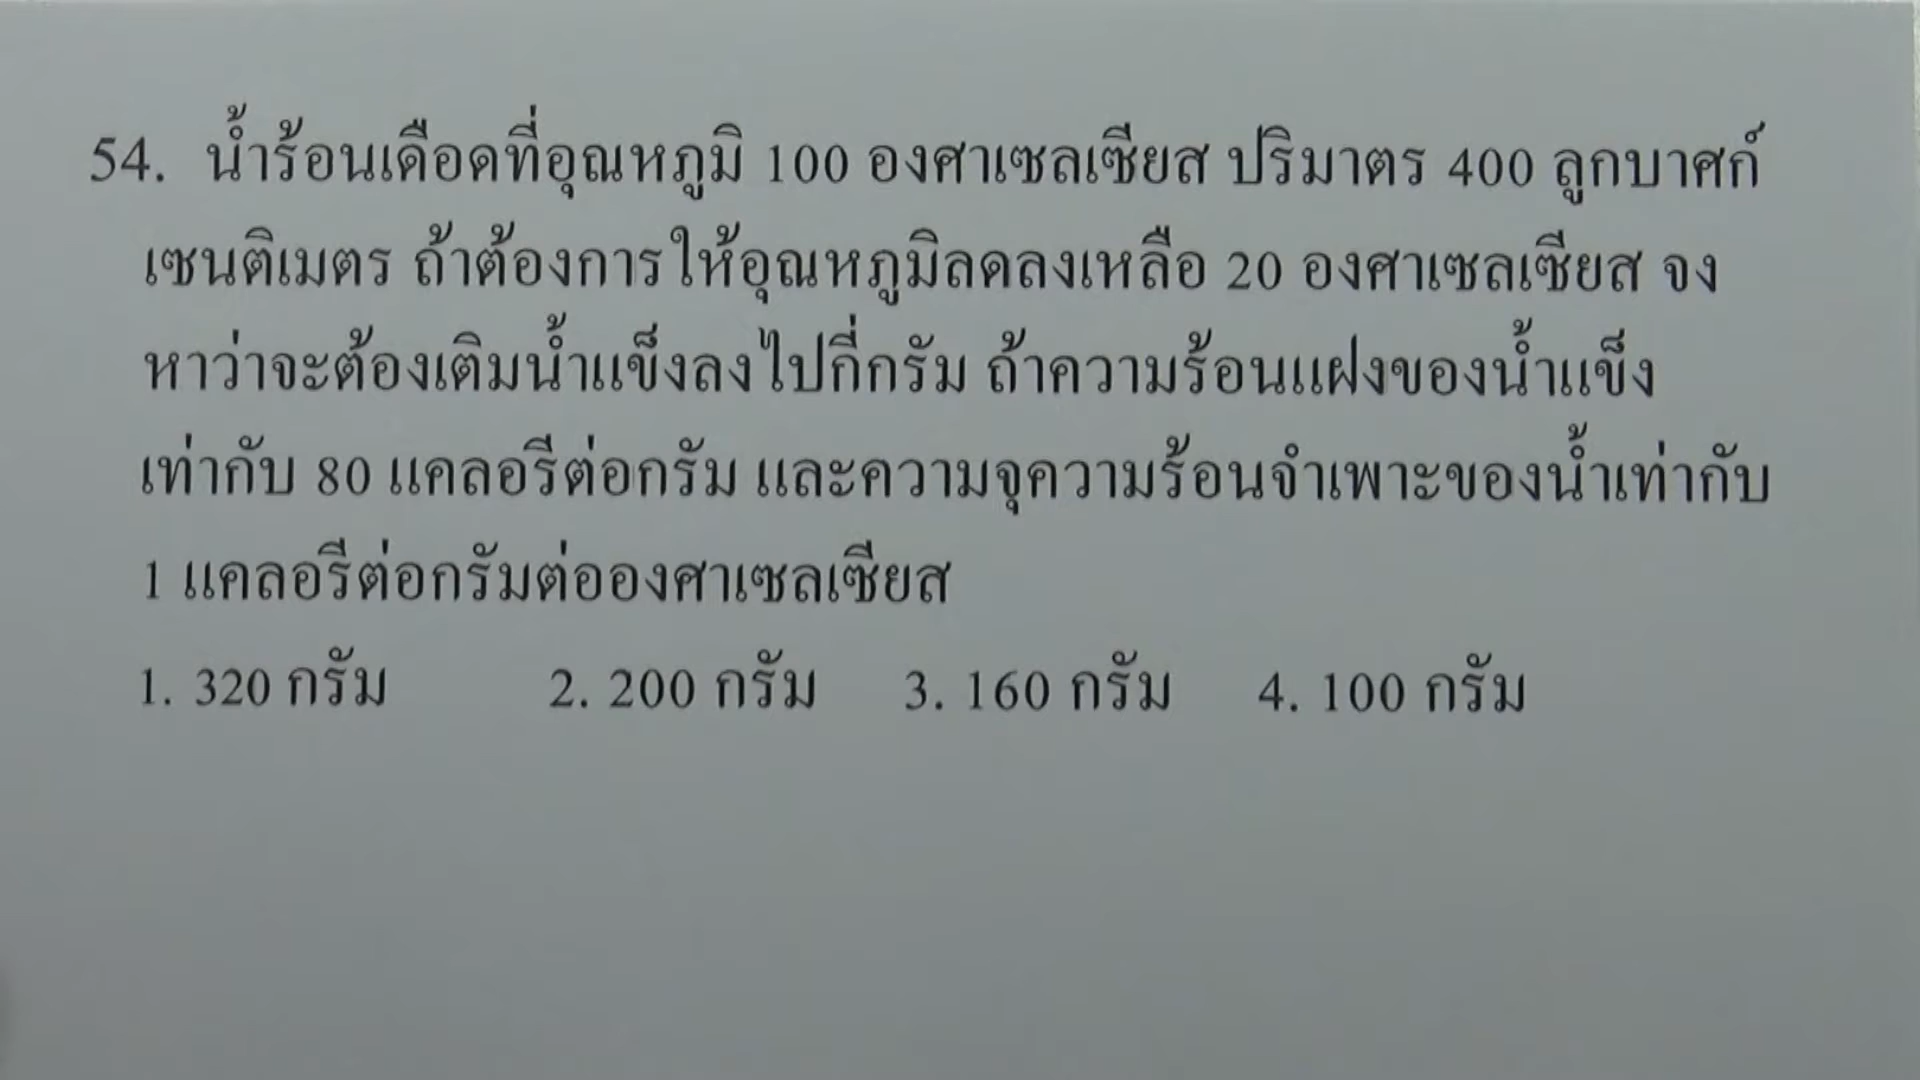 54. น้ำร้อนเดือดที่อุณหภูมิ 100 องศาเซลเซียส ปริมาตร 400 ลูกบาศก์
เซนติเมตร ถ้าต้องการให้อุณหภูมิลดลงเหลือ 20 องศาเซลเซียส จง
หาว่าจะต้องเติมน้ำแข็งลงไปกี่กรัม ถ้าความร้อนแฝงของน้ำแข็ง
เท่ากับ 80 แคลอรีต่อกรัม และความจุความร้อนจำเพาะของน้ำเท่ากับ
1 แคลอรีต่อกรัมต่อองศาเซลเซียส
1. 320 กรัม 2. 200 กรัม 3. 160 กรัม 4. 100 กรัม